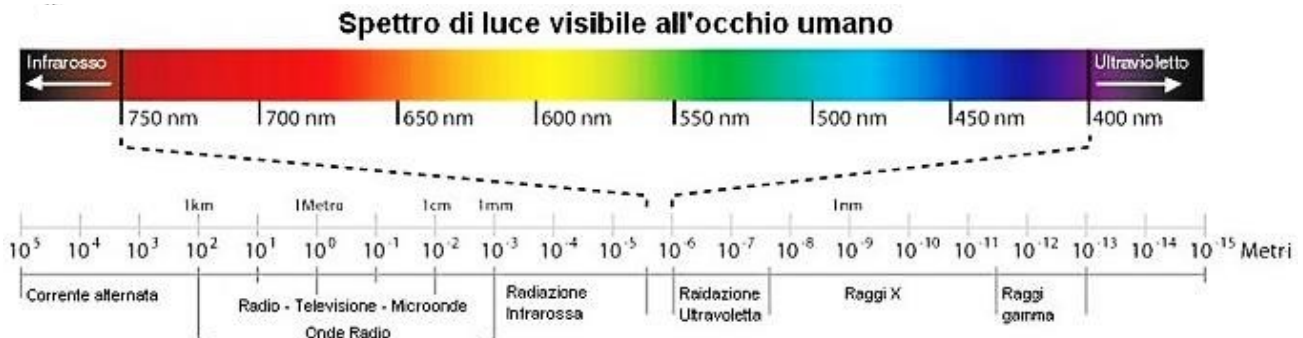 Spettro di luce visibile all'occhio umano
Infrarosso Ultravioletto
750 nm 700 nm 650 nm 600 nm 550 nm 500 nm 450 nm 400 nm
1km 1Metro 1cm 1mm 1nm
10⁵ 10⁴ 10³ 10² 10¹ 10⁰ 10⁻¹ 10⁻² 10⁻³ 10⁻⁴ 10⁻⁵ 10⁻⁶ 10⁻⁷ 10⁻⁸ 10⁻⁹ 10⁻¹⁰ 10⁻¹¹ 10⁻¹² 10⁻¹³ 10⁻¹⁴ 10⁻¹⁵ Metri
Corrente alternata Radio - Televisione - Microonde Radiazione Raidazione Raggi X Raggi
Onde Radio Infrarossa Ultravoletta gamma